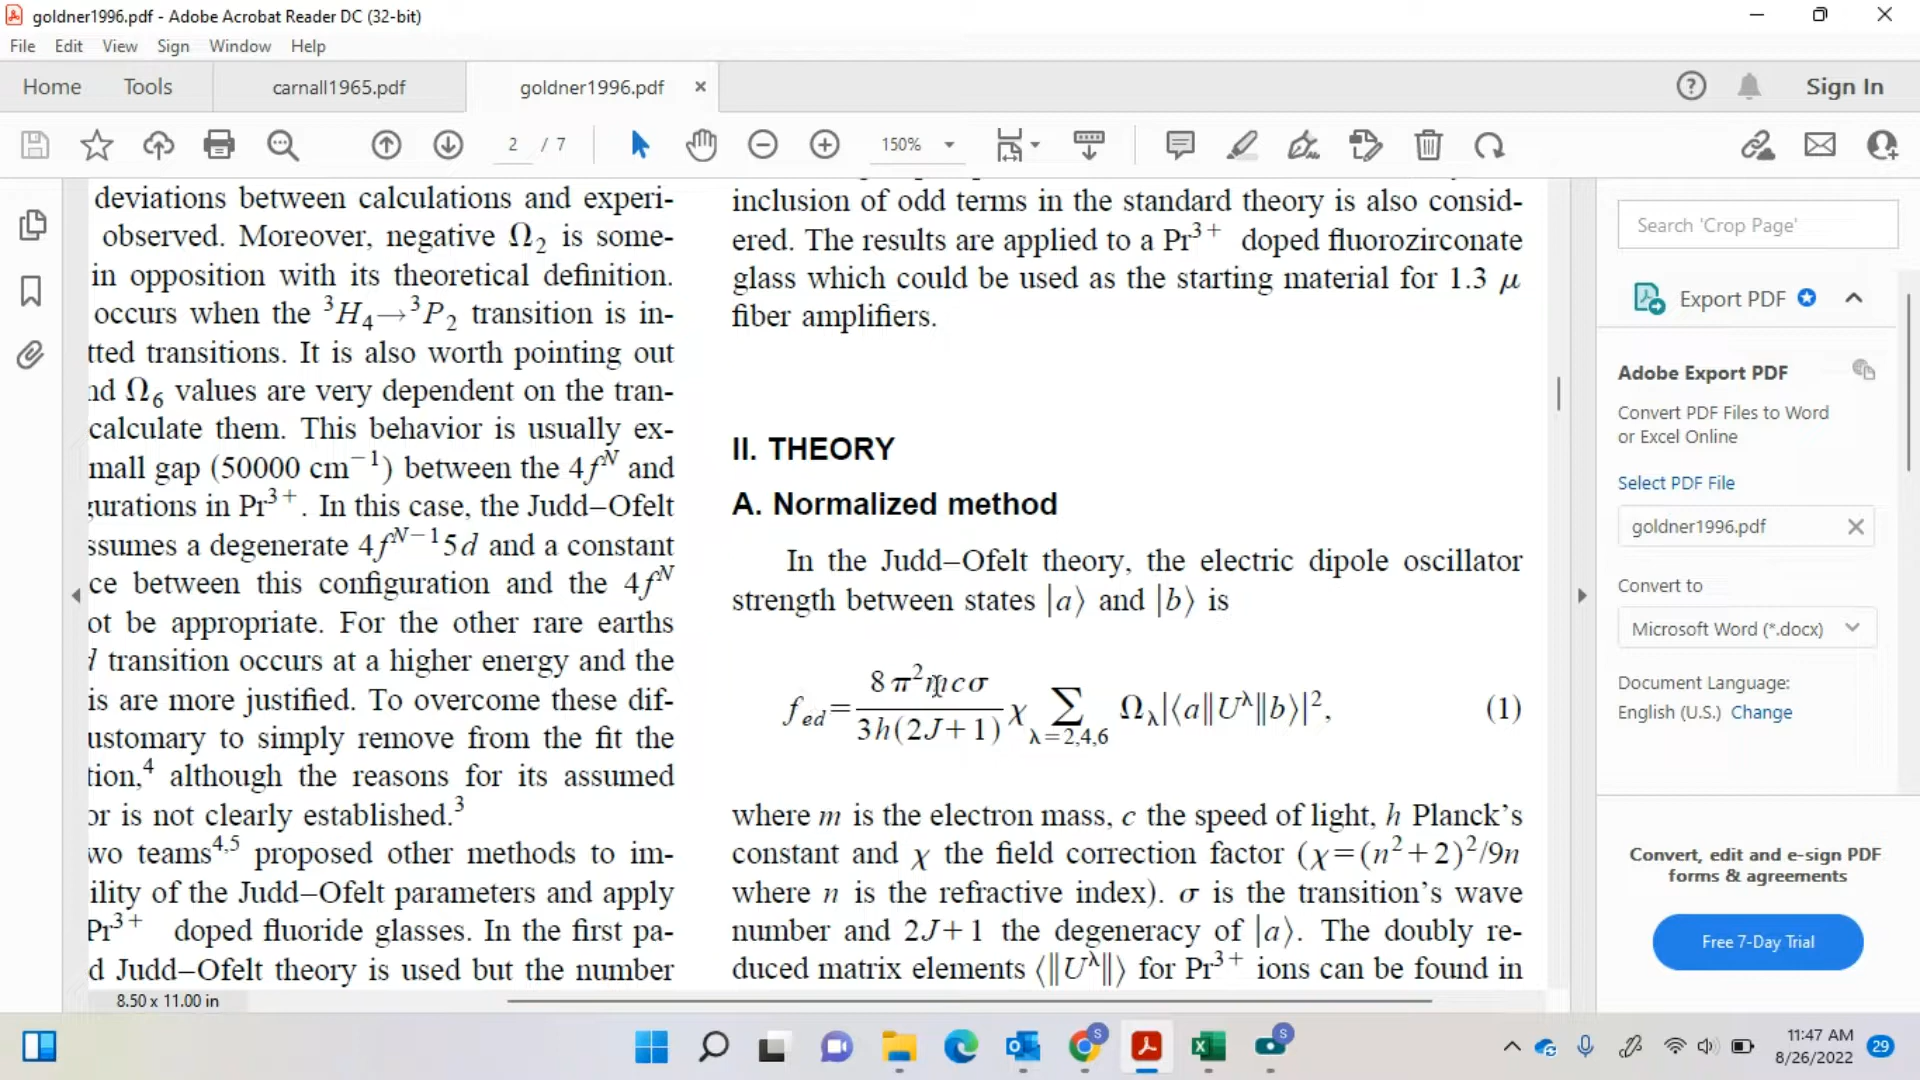 goldner1996.pdf - Adobe Acrobat Reader DC (32-bit)
File Edit View Sign Window Help
Home Tools carnall1965.pdf goldner1996.pdf × Sign In
2 / 7 150%
deviations between calculations and experi-
observed. Moreover, negative Ω₂ is some-
in opposition with its theoretical definition.
occurs when the ³H₄→³P₂ transition is in-
tted transitions. It is also worth pointing out
nd Ω₆ values are very dependent on the tran-
calculate them. This behavior is usually ex-
mall gap (50000 cm⁻¹) between the 4fᴺ and
gurations in Pr³⁺. In this case, the Judd–Ofelt
ssumes a degenerate 4fᴺ⁻¹5d and a constant
ce between this configuration and the 4fᴺ
ot be appropriate. For the other rare earths
d transition occurs at a higher energy and the
is are more justified. To overcome these dif-
ustomary to simply remove from the fit the
tion,⁴ although the reasons for its assumed
or is not clearly established.³
wo teams⁴,⁵ proposed other methods to im-
ility of the Judd–Ofelt parameters and apply
Pr³⁺ doped fluoride glasses. In the first pa-
d Judd–Ofelt theory is used but the number
8.50 x 11.00 in
inclusion of odd terms in the standard theory is also consid-
ered. The results are applied to a Pr³⁺ doped fluorozirconate
glass which could be used as the starting material for 1.3 μ
fiber amplifiers.
II. THEORY
A. Normalized method
In the Judd–Ofelt theory, the electric dipole oscillator
strength between states |a⟩ and |b⟩ is
f_ed = 8π²mcσ / 3h(2J+1) χ ∑_{λ=2,4,6} Ω_λ|⟨a‖U^λ‖b⟩|², (1)
where m is the electron mass, c the speed of light, h Planck's
constant and χ the field correction factor (χ=(n²+2)²/9n
where n is the refractive index). σ is the transition's wave
number and 2J+1 the degeneracy of |a⟩. The doubly re-
duced matrix elements ⟨‖U^λ‖⟩ for Pr³⁺ ions can be found in
Search 'Crop Page'
Export PDF
Adobe Export PDF
Convert PDF Files to Word
or Excel Online
Select PDF File
goldner1996.pdf
Convert to
Microsoft Word (*.docx)
Document Language:
English (U.S.) Change
Convert, edit and e-sign PDF
forms & agreements
Free 7-Day Trial
S S
11:47 AM
8/26/2022
29